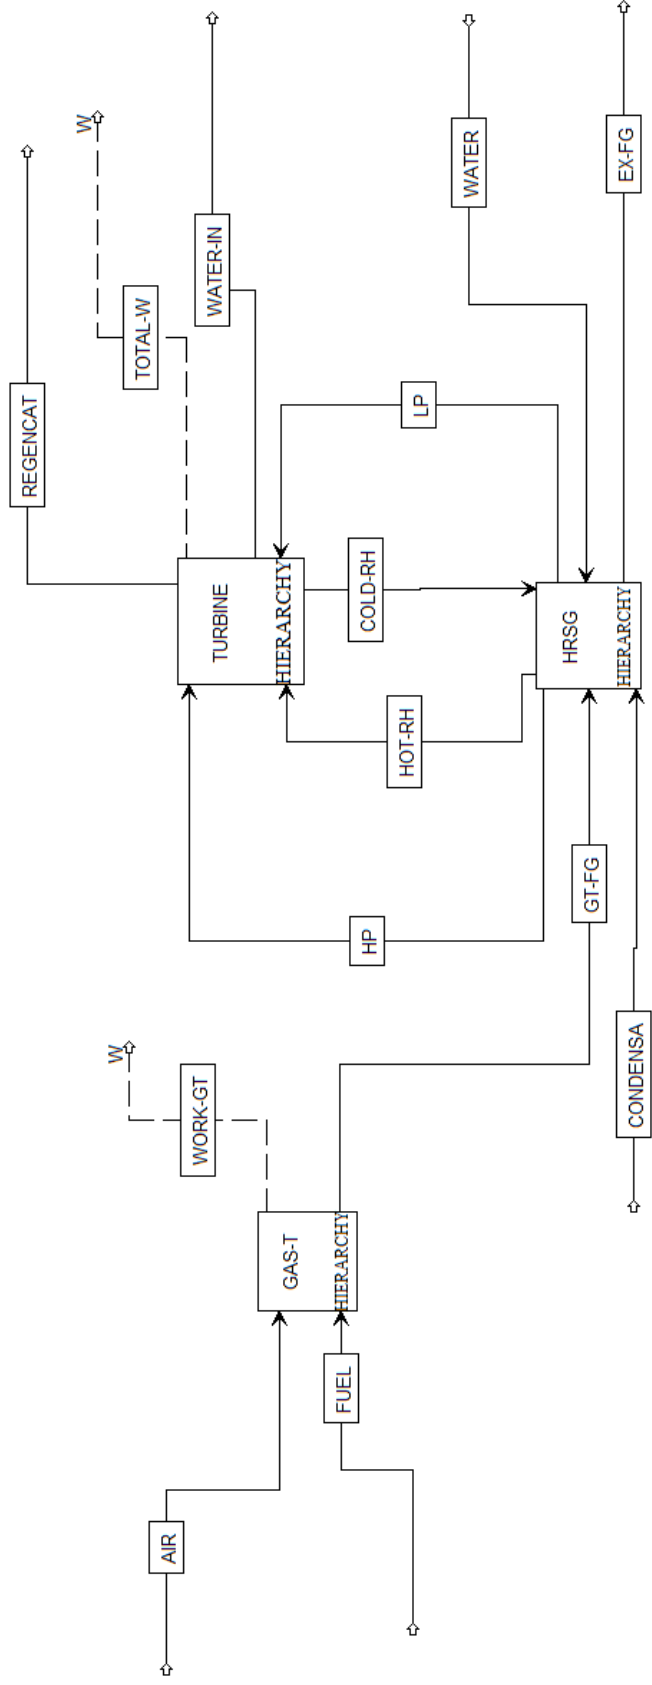 AIR
FUEL
GAS-T
HIERARCHY
WORK-GT
W
GT-FG
CONDENSA
HP
HOT-RH
COLD-RH
LP
TURBINE
HIERARCHY
HRSG
HIERARCHY
REGENCAT
TOTAL-W
W
WATER-IN
WATER
EX-FG